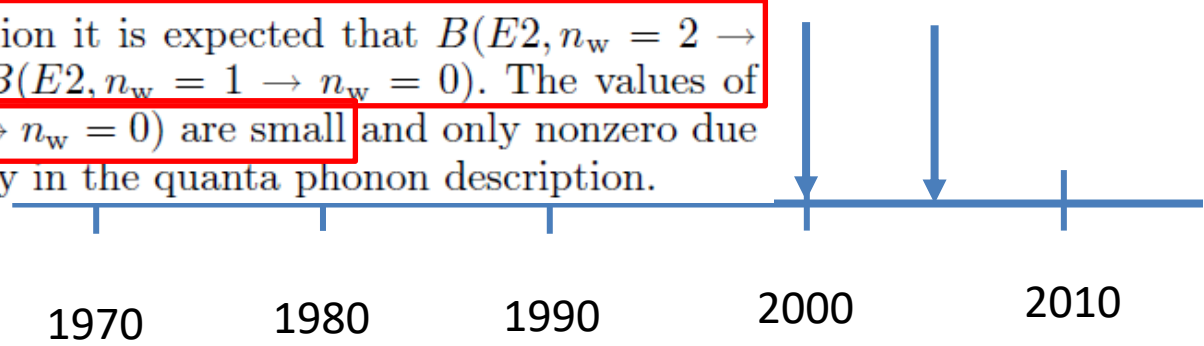 ion it is expected that B(E2, n_w = 2 →
B(E2, n_w = 1 → n_w = 0). The values of
→ n_w = 0) are small and only nonzero due
y in the quanta phonon description.
1970 1980 1990 2000 2010